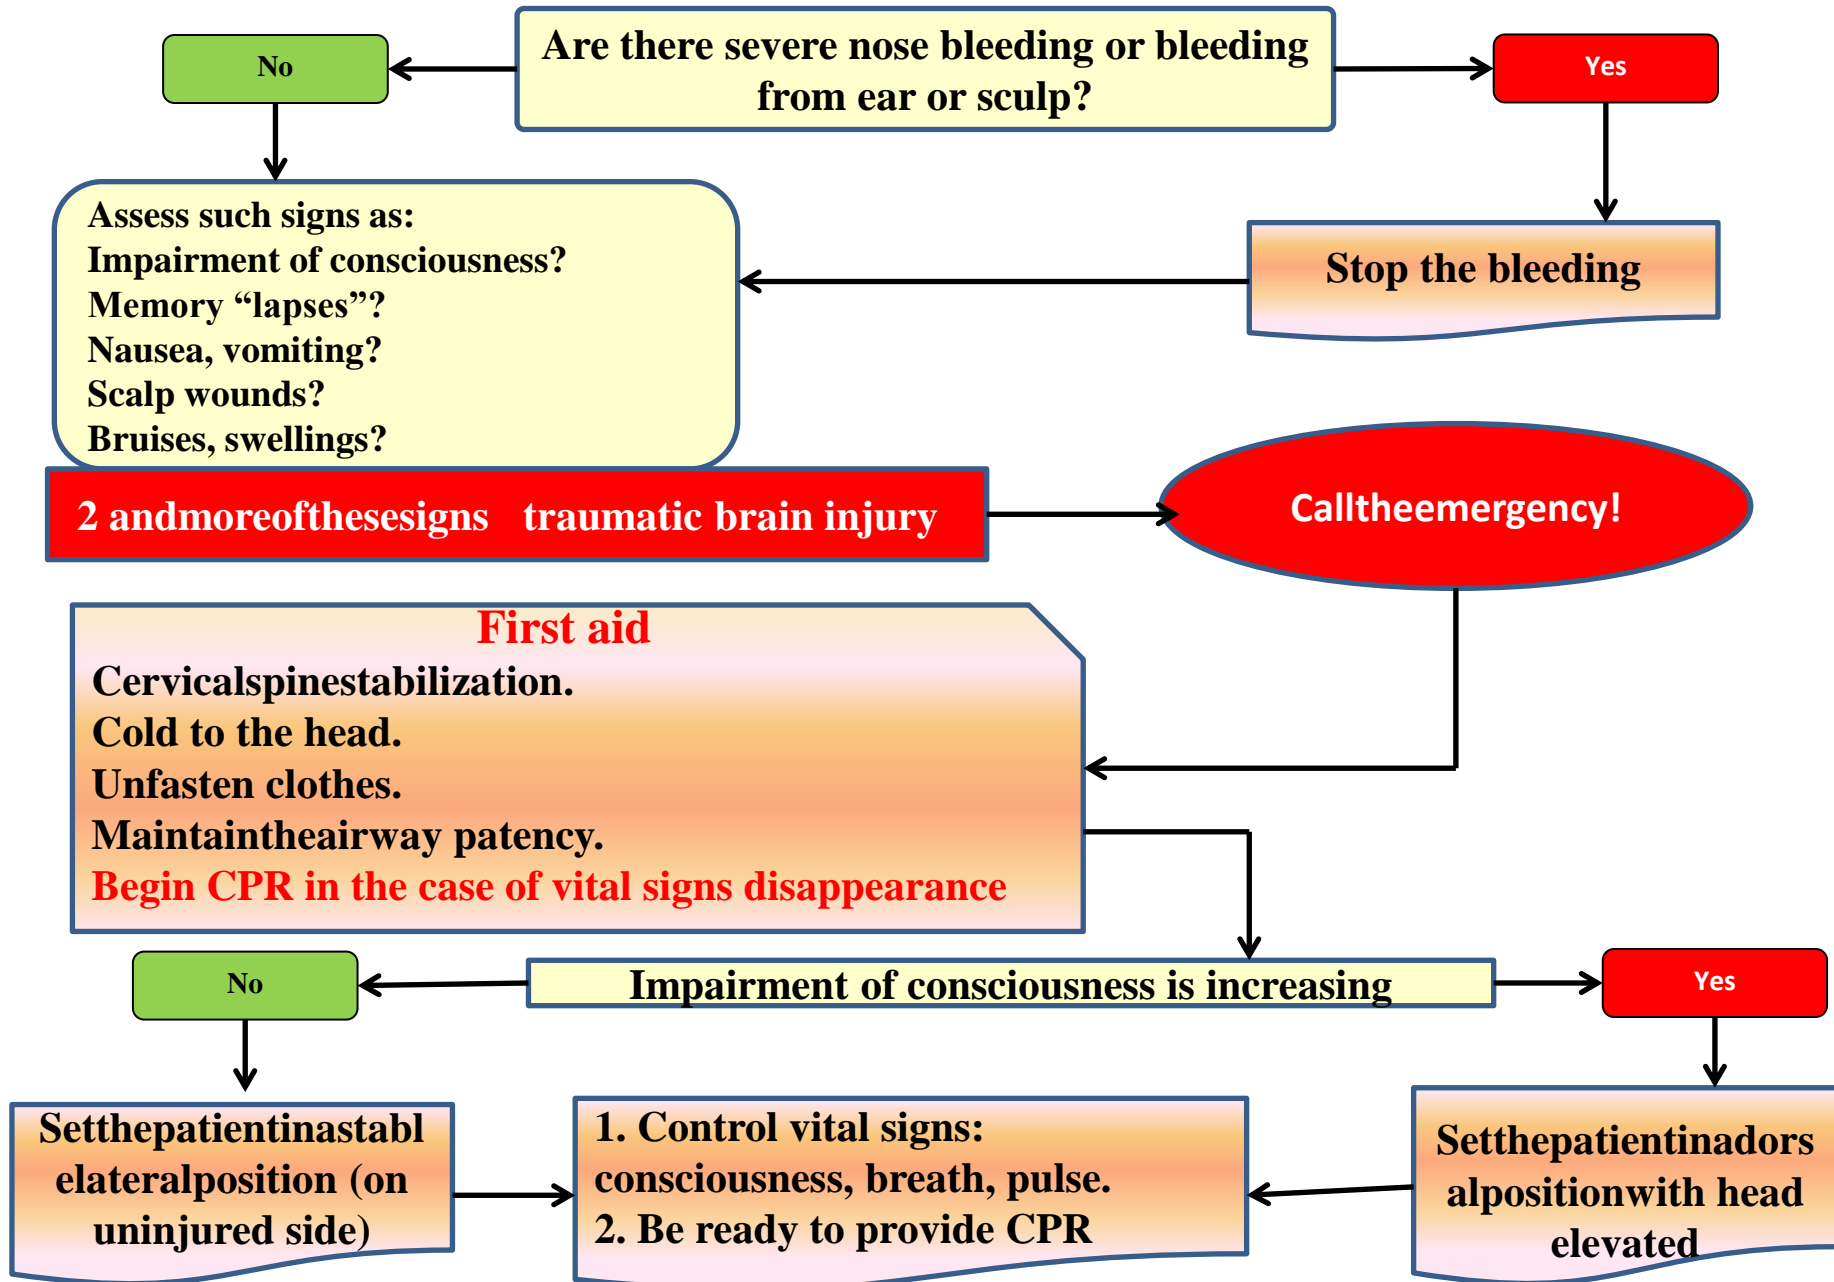 Are there severe nose bleeding or bleeding
from ear or sculp?
No
Yes
Assess such signs as:
Impairment of consciousness?
Memory “lapses”?
Nausea, vomiting?
Scalp wounds?
Bruises, swellings?
Stop the bleeding
2 andmoreofthesesigns traumatic brain injury
Calltheemergency!
First aid
Cervicalspinestabilization.
Cold to the head.
Unfasten clothes.
Maintaintheairway patency.
Begin CPR in the case of vital signs disappearance
No
Impairment of consciousness is increasing
Yes
Setthepatientinastabl
elateralposition (on
uninjured side)
1. Control vital signs:
consciousness, breath, pulse.
2. Be ready to provide CPR
Setthepatientinadors
alpositionwith head
elevated